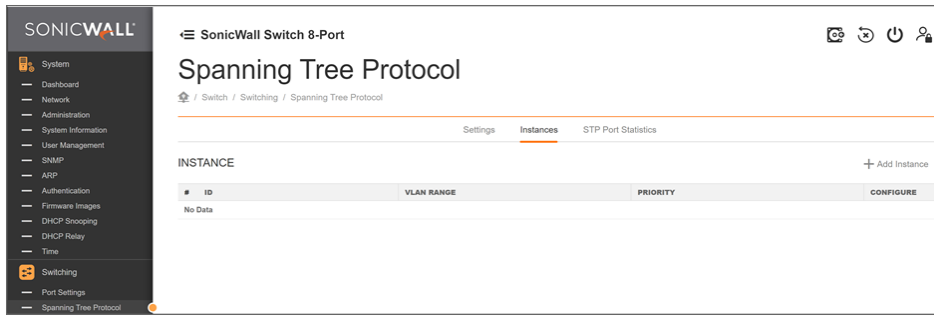 SONICWALL
System
Dashboard
Network
Administration
System Information
User Management
SNMP
ARP
Authentication
Firmware Images
DHCP Snooping
DHCP Relay
Time
Switching
Port Settings
Spanning Tree Protocol
SonicWall Switch 8-Port
Spanning Tree Protocol
/ Switch / Switching / Spanning Tree Protocol
Settings Instances STP Port Statistics
INSTANCE + Add Instance
# ID VLAN RANGE PRIORITY CONFIGURE
No Data